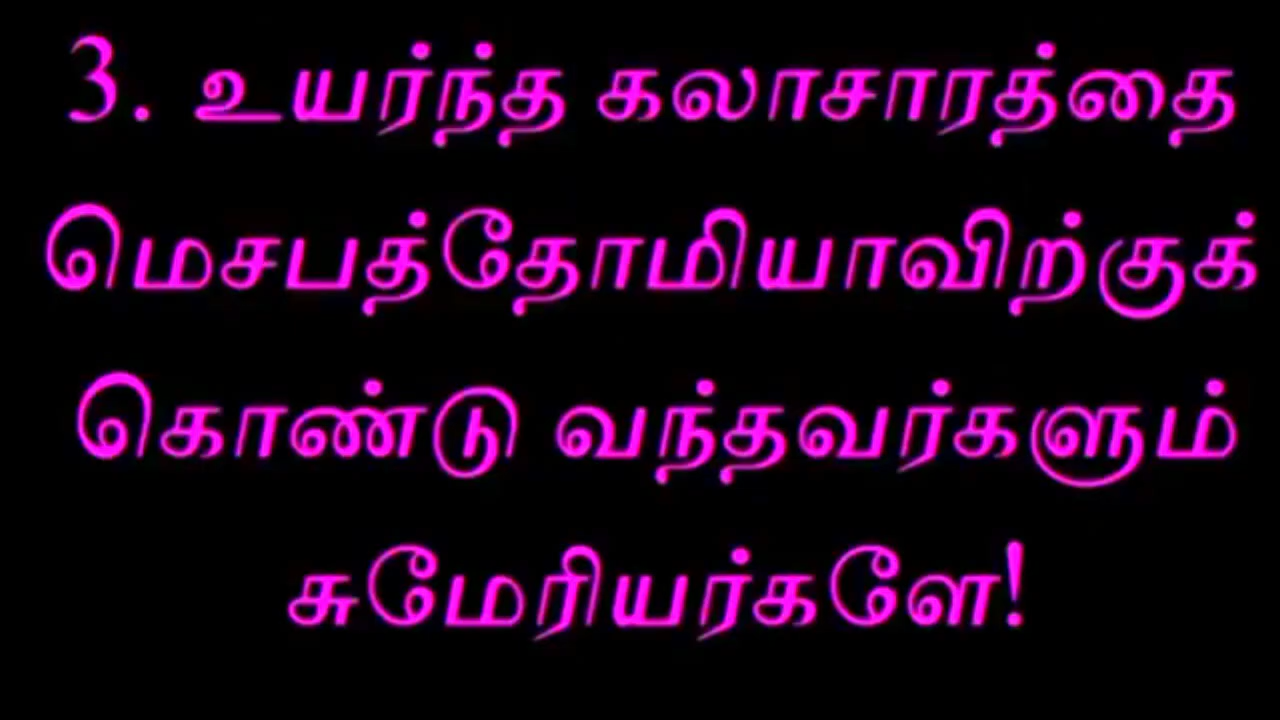 3. உயர்ந்த கலாசாரத்தை
மெசபத்தோமியாவிற்குக்
கொண்டு வந்தவர்களும்
சுமேரியர்களே!